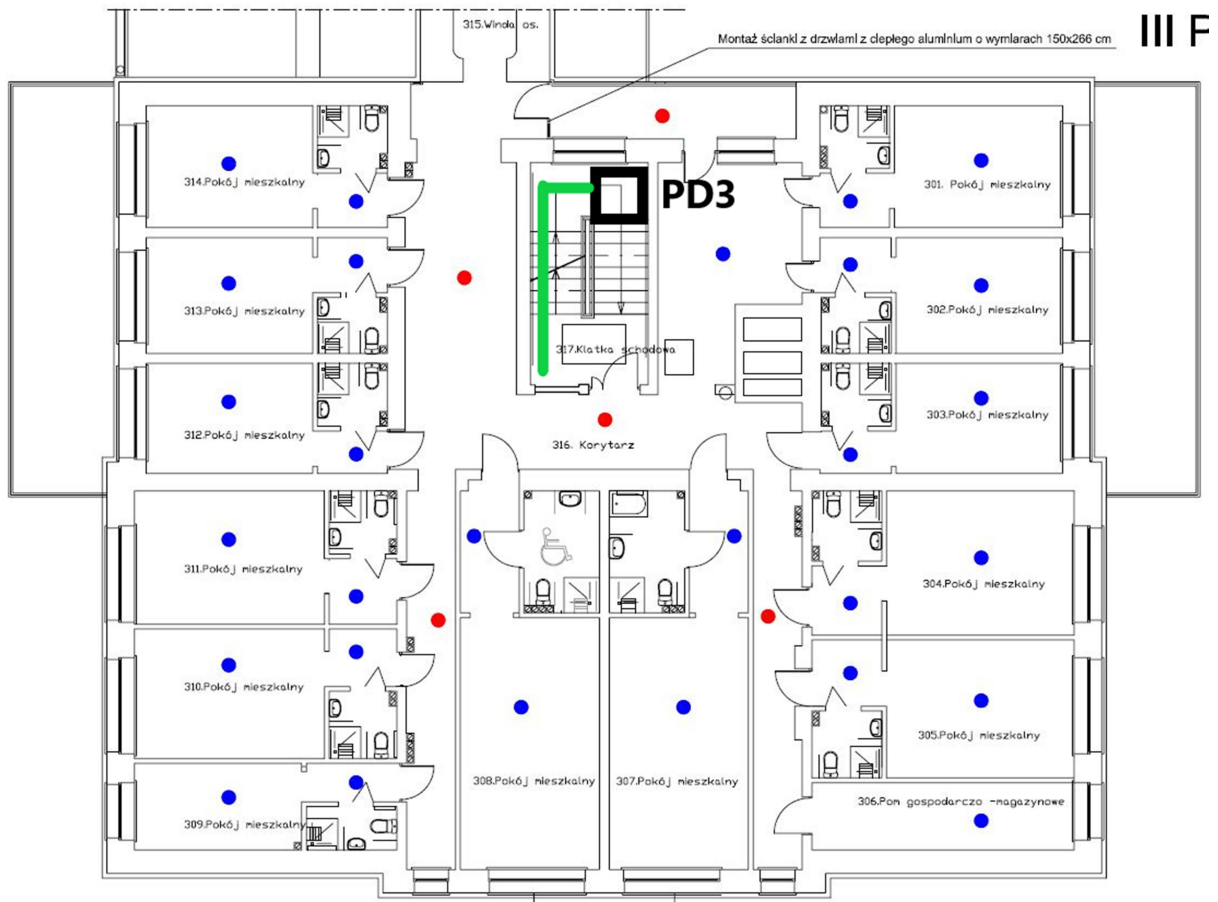 315.Winda os.
Montaż ścianki z drzwiami z ciepłego aluminium o wymiarach 150x266 cm
III P
314.Pokój mieszkalny
PD3
301. Pokój mieszkalny
313.Pokój mieszkalny
302.Pokój mieszkalny
317.Klatka schodowa
312.Pokój mieszkalny
303.Pokój mieszkalny
316. Korytarz
311.Pokój mieszkalny
304.Pokój mieszkalny
310.Pokój mieszkalny
305.Pokój mieszkalny
308.Pokój mieszkalny
307.Pokój mieszkalny
306.Pom gospodarczo -magazynowe
309.Pokój mieszkalny